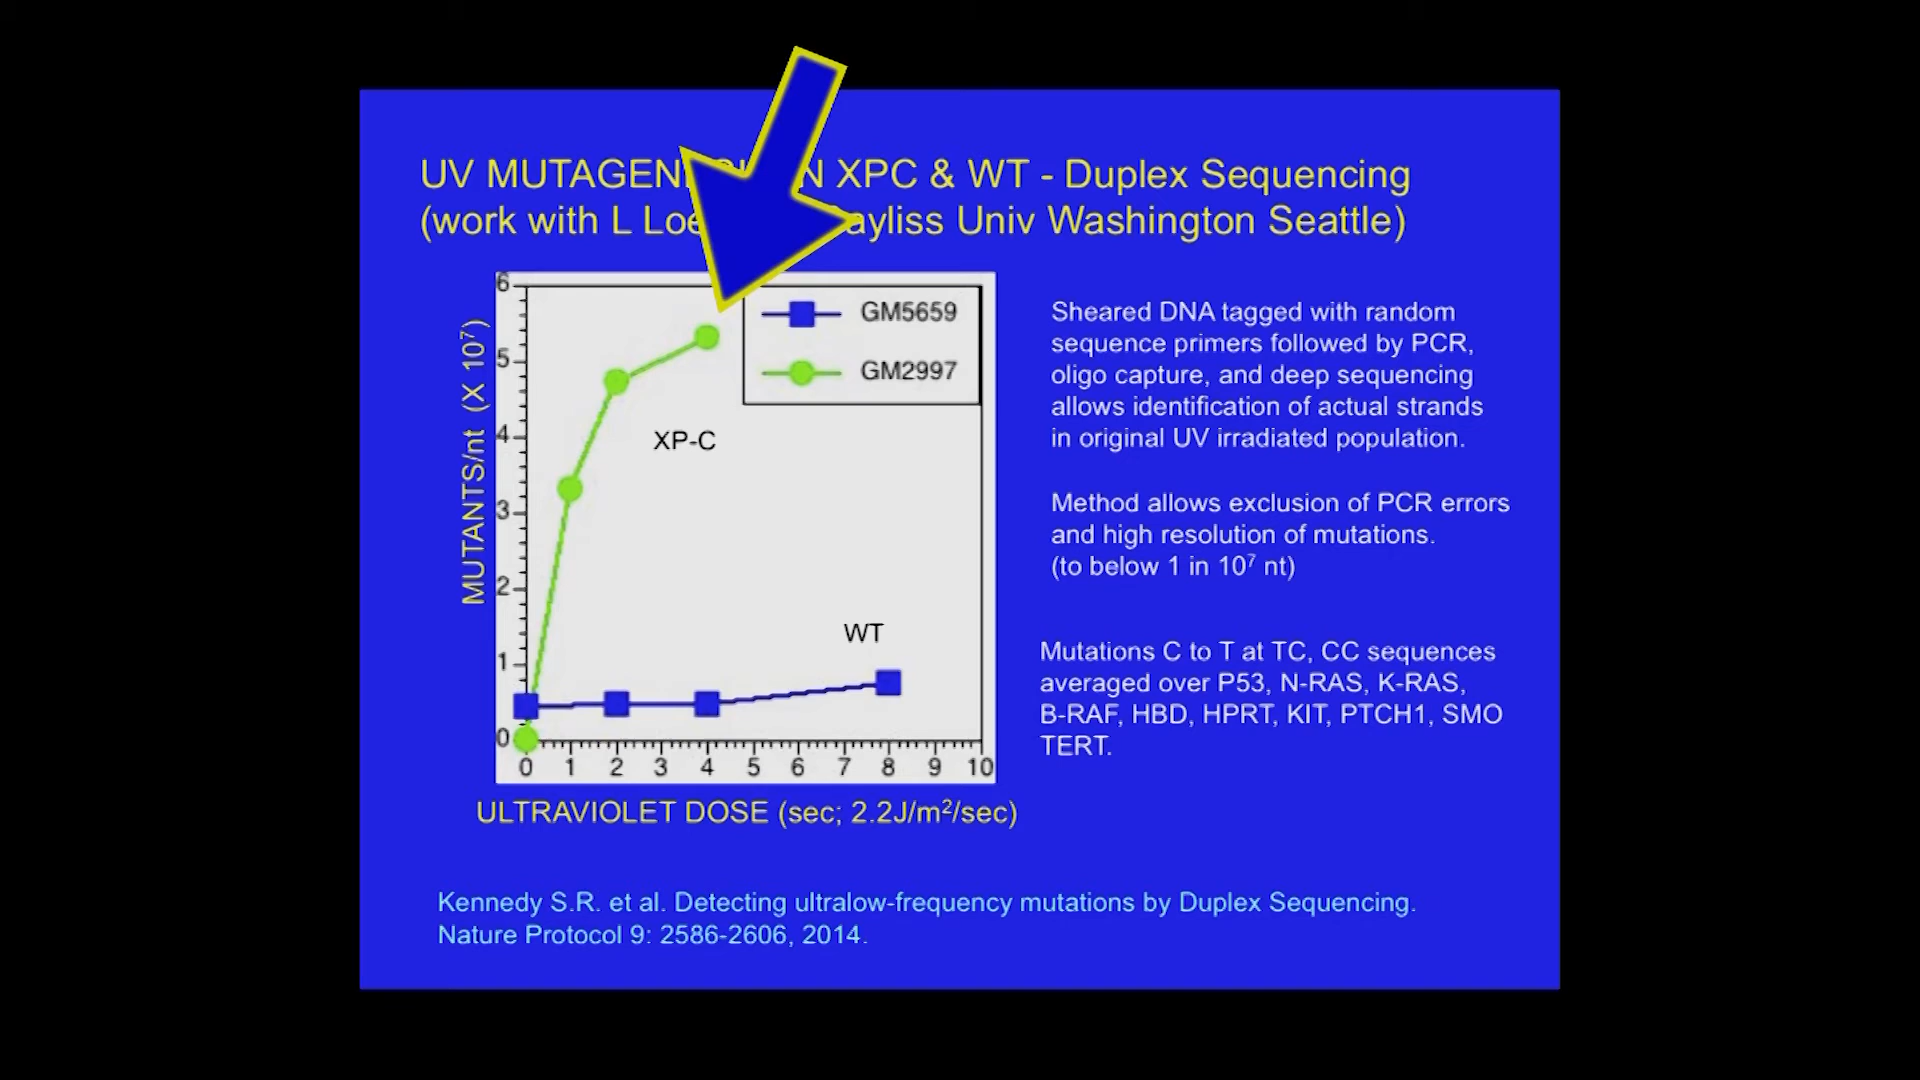 UV MUTAGEN N XPC & WT - Duplex Sequencing
(work with L Loe ayliss Univ Washington Seattle)
MUTANTS/nt (X 10⁷)
6
5
4
3
2
1
0
GM5659
GM2997
XP-C
WT
0 1 2 3 4 5 6 7 8 9 10
ULTRAVIOLET DOSE (sec; 2.2J/m²/sec)
Sheared DNA tagged with random
sequence primers followed by PCR,
oligo capture, and deep sequencing
allows identification of actual strands
in original UV irradiated population.
Method allows exclusion of PCR errors
and high resolution of mutations.
(to below 1 in 10⁷ nt)
Mutations C to T at TC, CC sequences
averaged over P53, N-RAS, K-RAS,
B-RAF, HBD, HPRT, KIT, PTCH1, SMO
TERT.
Kennedy S.R. et al. Detecting ultralow-frequency mutations by Duplex Sequencing.
Nature Protocol 9: 2586-2606, 2014.